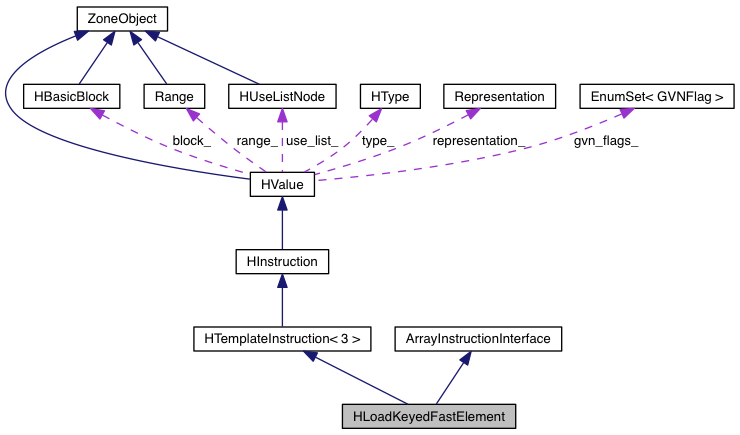 ZoneObject
HBasicBlock
Range
HUseListNode
HType
Representation
EnumSet< GVNFlag >
block_
range_
use_list_
type_
representation_
gvn_flags_
HValue
HInstruction
HTemplateInstruction< 3 >
ArrayInstructionInterface
HLoadKeyedFastElement